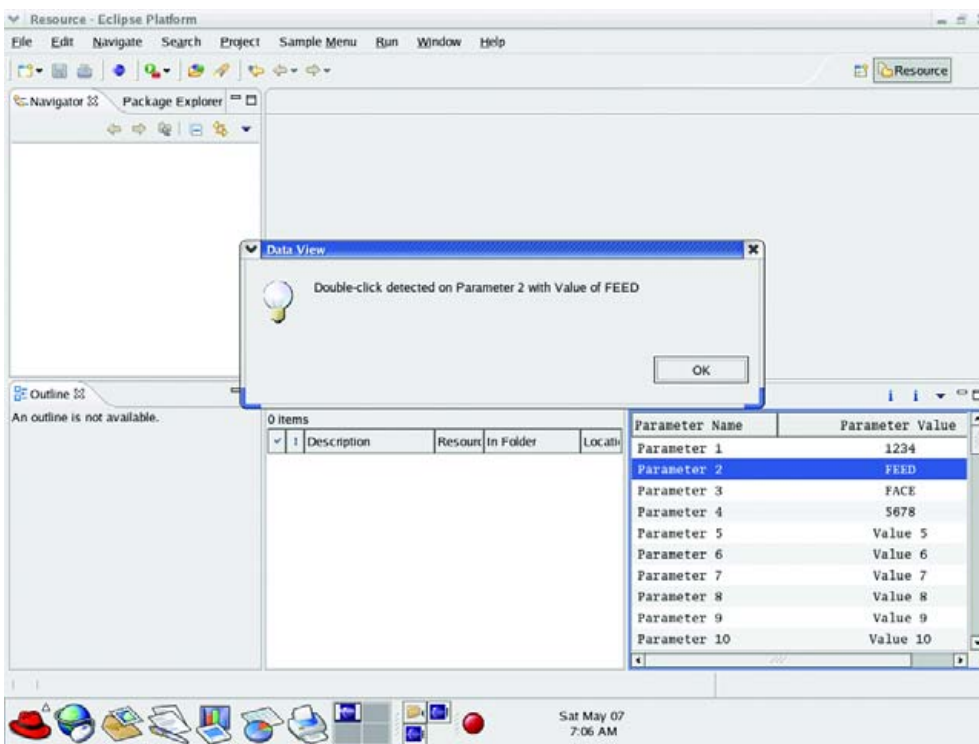 Resource - Eclipse Platform
File Edit Navigate Search Project Sample Menu Run Window Help
Resource
Navigator Package Explorer
Data View
Double-click detected on Parameter 2 with Value of FEED
OK
Outline
An outline is not available.
0 items
! Description Resourc In Folder Locati
Parameter Name Parameter Value
Parameter 1 1234
Parameter 2 FEED
Parameter 3 FACE
Parameter 4 5678
Parameter 5 Value 5
Parameter 6 Value 6
Parameter 7 Value 7
Parameter 8 Value 8
Parameter 9 Value 9
Parameter 10 Value 10
Sat May 07
7:06 AM